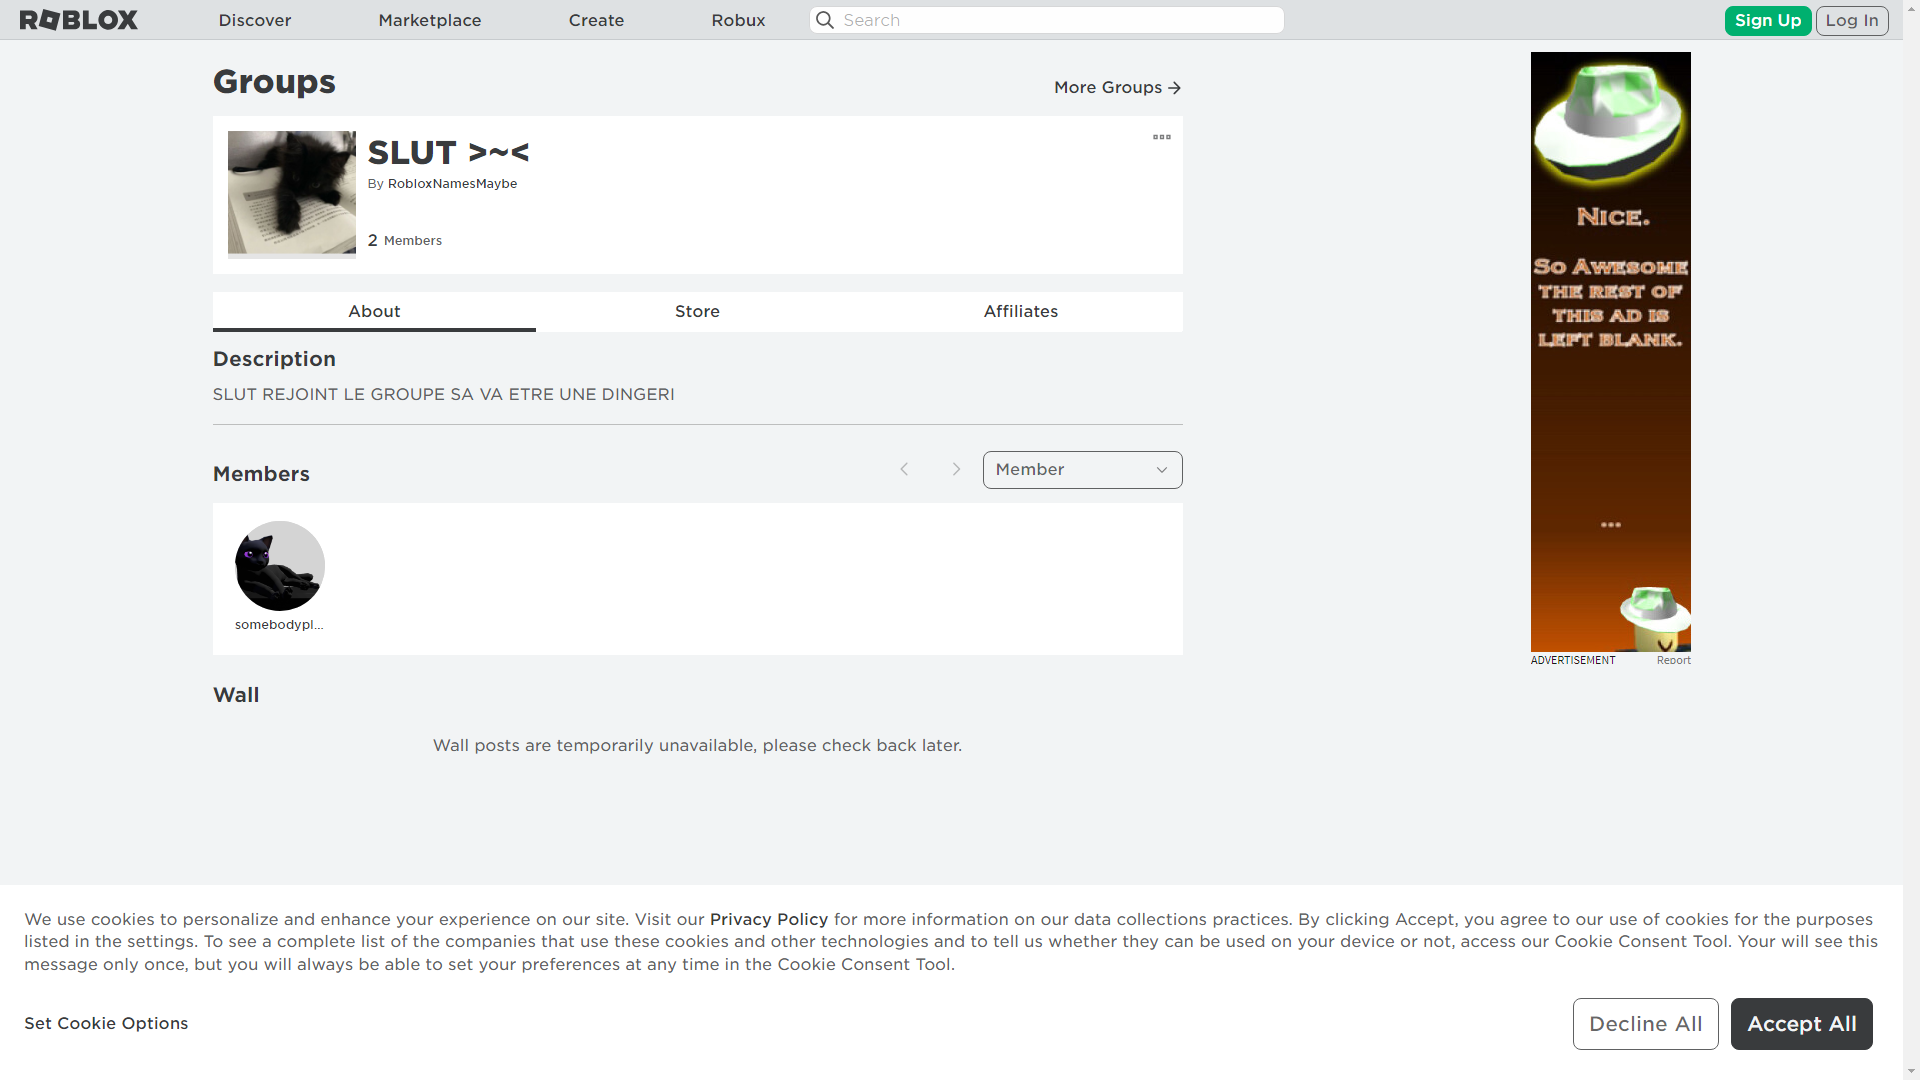 ROBLOX
Discover
Marketplace
Create
Robux
Search
Sign Up
Log In
Groups
More Groups
SLUT >~<
By RobloxNamesMaybe
2 Members
About
Store
Affiliates
Description
SLUT REJOINT LE GROUPE SA VA ETRE UNE DINGERI
Members
Member
somebodypl...
Wall
Wall posts are temporarily unavailable, please check back later.
Nice.
So Awesome
the rest of
this ad is
left blank.
...
ADVERTISEMENT
Report
We use cookies to personalize and enhance your experience on our site. Visit our Privacy Policy for more information on our data collections practices. By clicking Accept, you agree to our use of cookies for the purposes
listed in the settings. To see a complete list of the companies that use these cookies and other technologies and to tell us whether they can be used on your device or not, access our Cookie Consent Tool. Your will see this
message only once, but you will always be able to set your preferences at any time in the Cookie Consent Tool.
Set Cookie Options
Decline All
Accept All